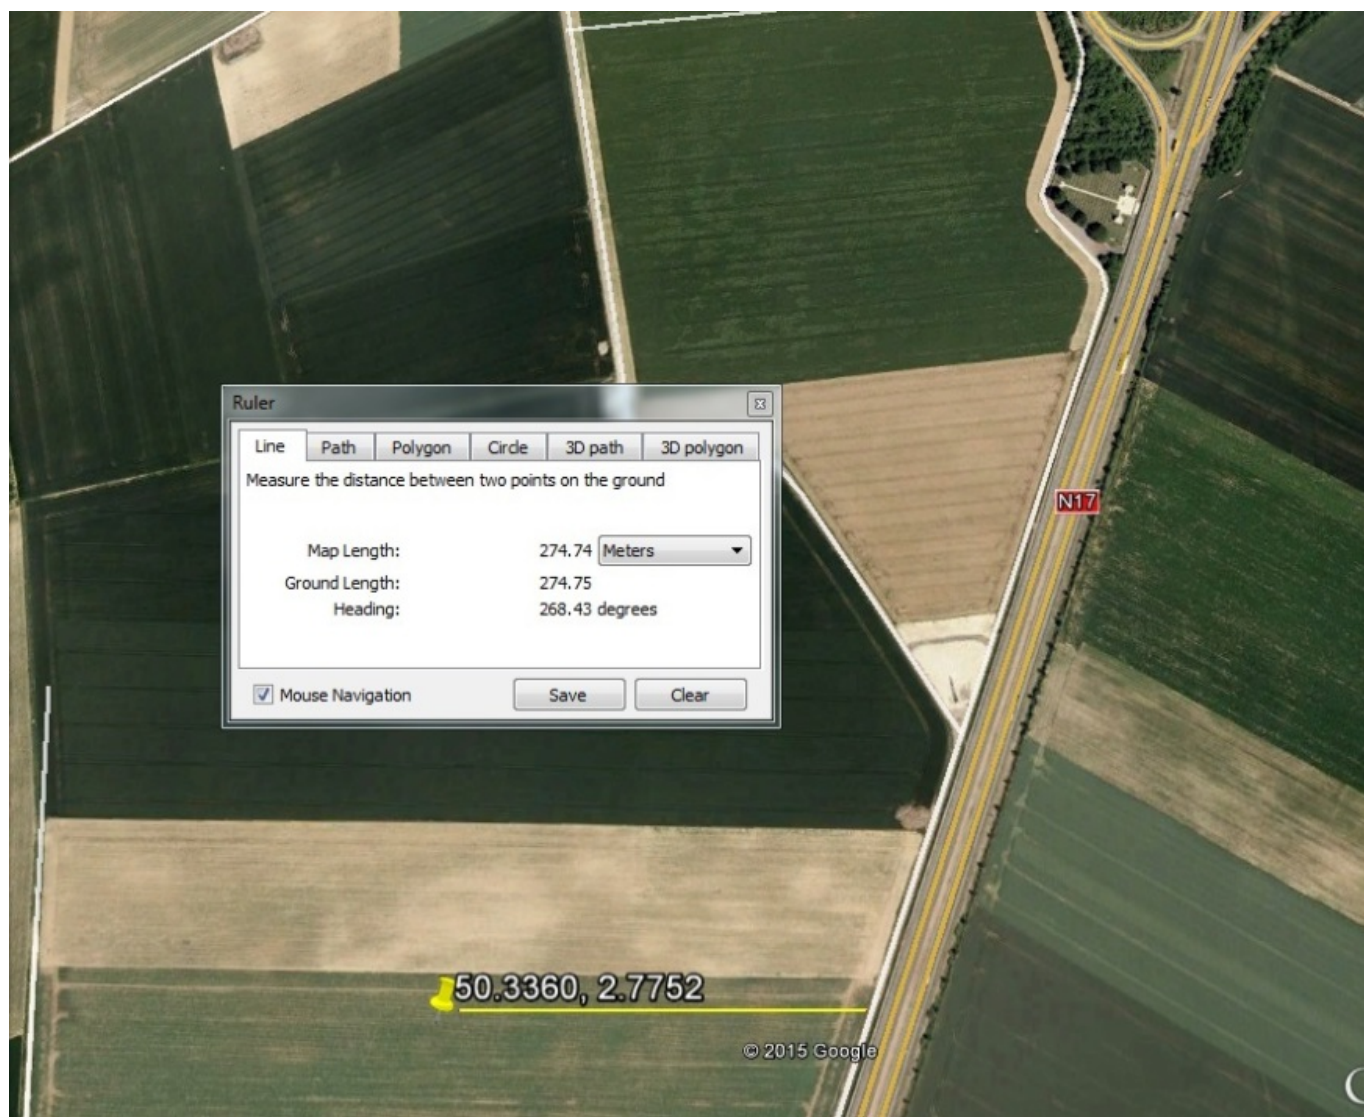 Ruler
Line Path Polygon Circle 3D path 3D polygon
Measure the distance between two points on the ground
Map Length: 274.74 Meters
Ground Length: 274.75
Heading: 268.43 degrees
Mouse Navigation Save Clear
N17
50.3360, 2.7752
© 2015 Google